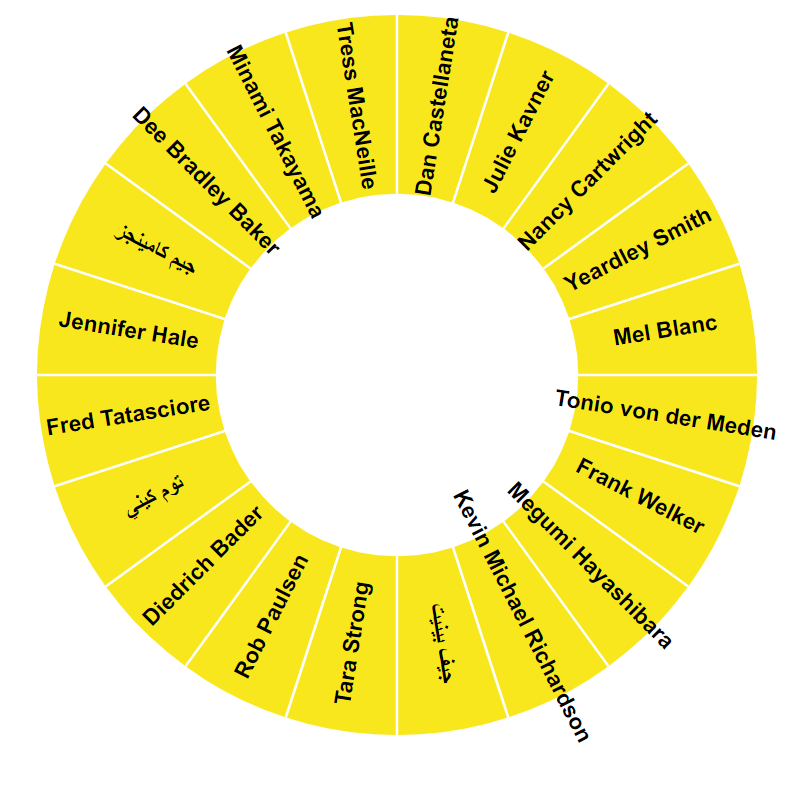 Dan Castellaneta
Julie Kavner
Nancy Cartwright
Yeardley Smith
Mel Blanc
Tonio von der Meden
Frank Welker
Megumi Hayashibara
Kevin Michael Richardson
جيف بينيت
Tara Strong
Rob Paulsen
Diedrich Bader
توم كيني
Fred Tatasciore
Jennifer Hale
جيم كامينجز
Dee Bradley Baker
Minami Takayama
Tress MacNeille